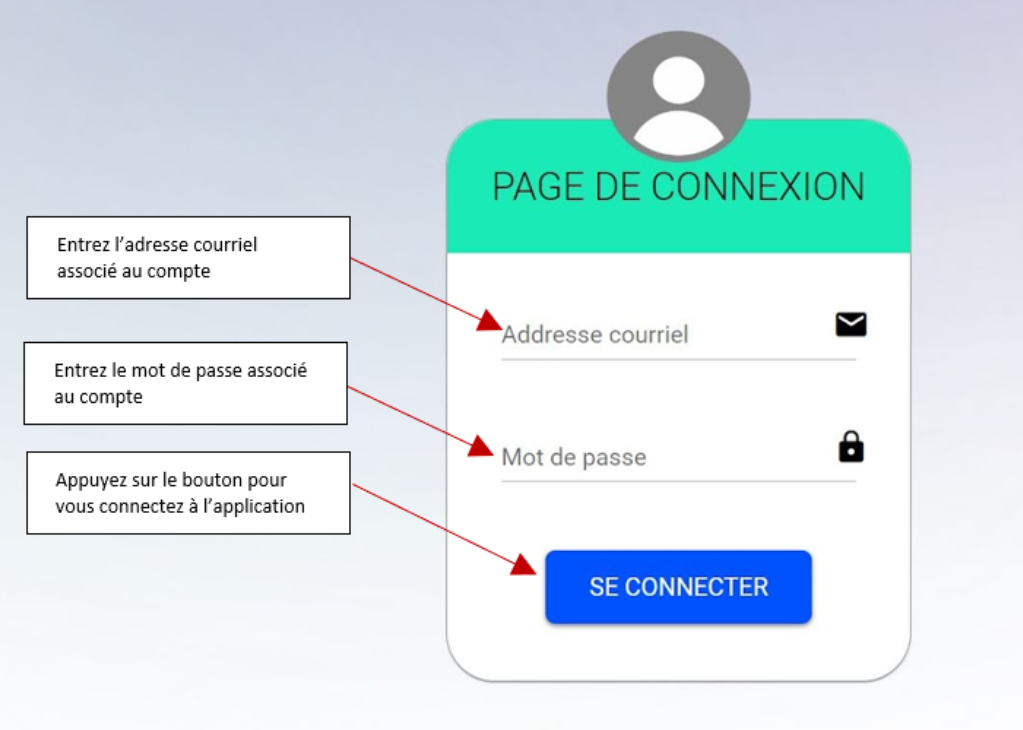 PAGE DE CONNEXION
Entrez l’adresse courriel
associé au compte
Addresse courriel
Entrez le mot de passe associé
au compte
Mot de passe
Appuyez sur le bouton pour
vous connectez à l’application
SE CONNECTER